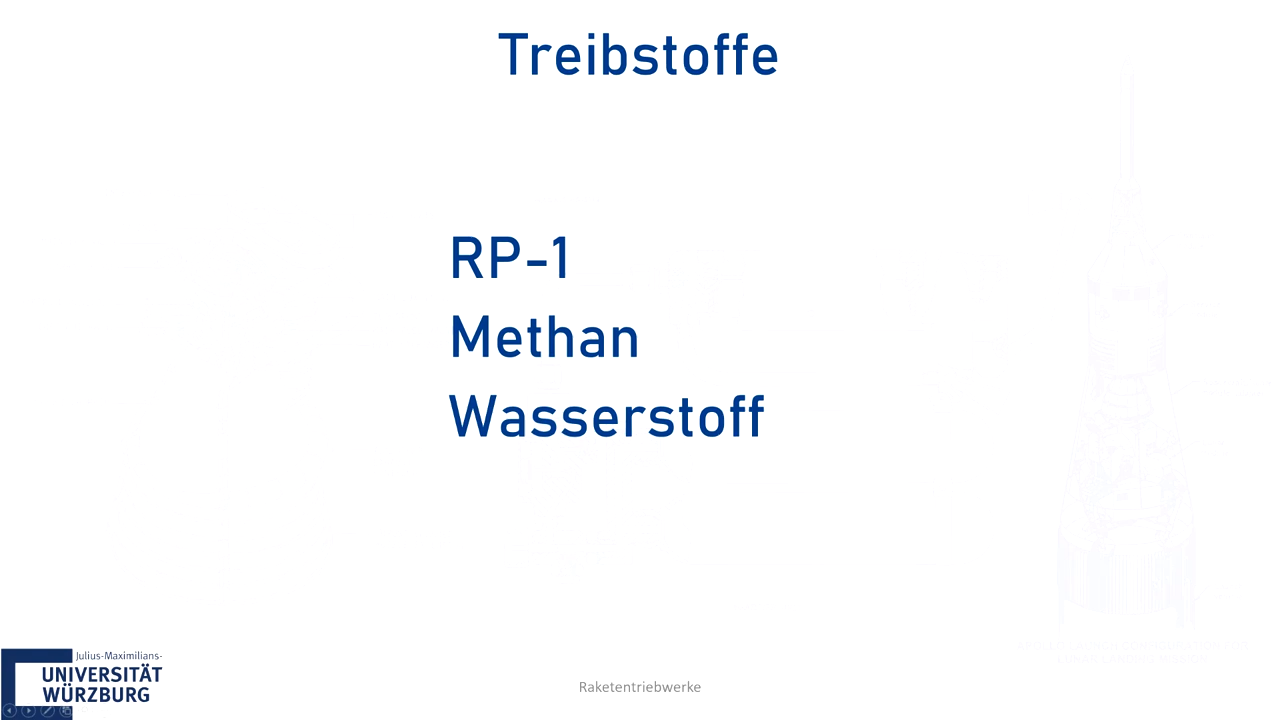 Treibstoffe
RP-1
Methan
Wasserstoff
Julius-Maximilians-
UNIVERSITÄT
WÜRZBURG
Raketentriebwerke